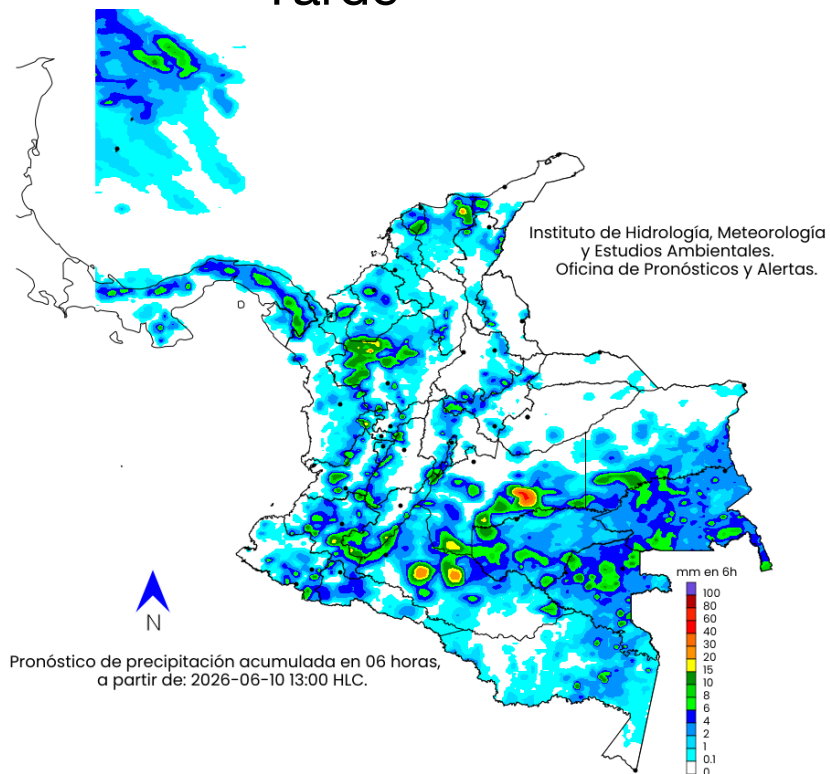 Tarde
Instituto de Hidrología, Meteorología
y Estudios Ambientales.
Oficina de Pronósticos y Alertas.
mm en 6h
100
80
60
40
30
20
15
10
8
6
4
2
1
0.1
0
N
Pronóstico de precipitación acumulada en 06 horas,
a partir de: 2026-06-10 13:00 HLC.